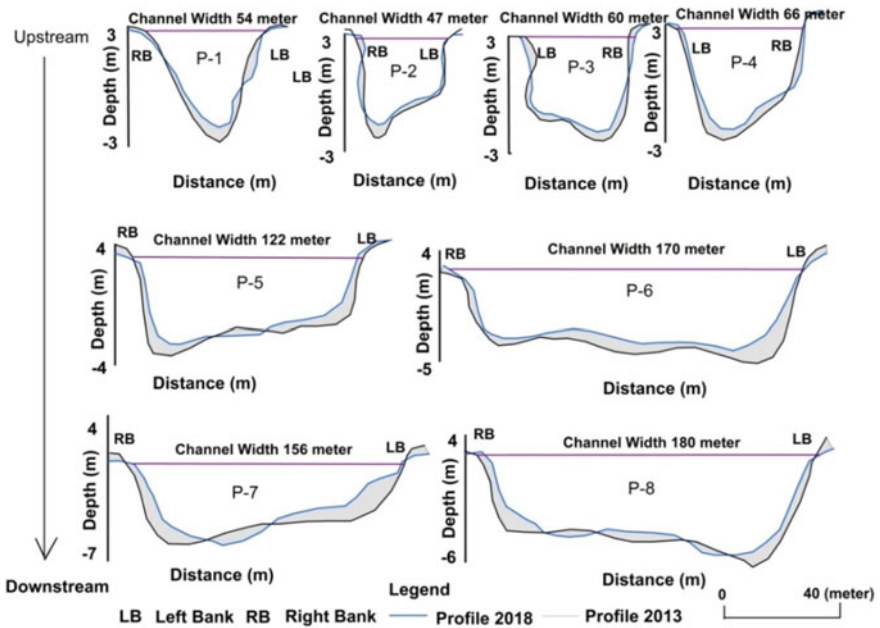 Upstream
Channel Width 54 meter
Channel Width 47 meter
Channel Width 60 meter
Channel Width 66 meter
3
RB
P-1
LB
LB
Depth (m)
-3
Distance (m)
3
RB
LB
P-2
Depth (m)
-3
Distance (m)
3
LB
RB
P-3
Depth (m)
-3
Distance (m)
3
LB
RB
P-4
Depth (m)
-3
Distance (m)
RB
Channel Width 122 meter
LB
4
P-5
Depth (m)
-4
Distance (m)
4
RB
Channel Width 170 meter
LB
P-6
Depth (m)
-5
Distance (m)
4
RB
Channel Width 156 meter
LB
P-7
Depth (m)
-7
Distance (m)
4
RB
Channel Width 180 meter
LB
P-8
Depth (m)
-6
Distance (m)
Downstream
Legend
LB Left Bank RB Right Bank Profile 2018 Profile 2013
0 40 (meter)